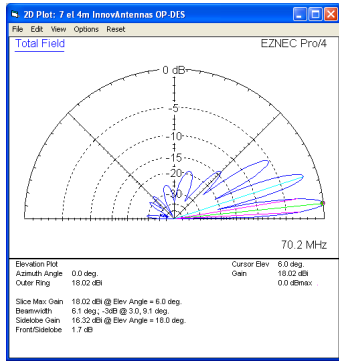 2D Plot: 7 el 4m InnovAntennas OP-DES
File Edit View Options Reset
Total Field
EZNEC Pro/4
0 dB
-5
-10
-15
-20
-30
70.2 MHz
Elevation Plot
Azimuth Angle 0.0 deg.
Outer Ring 18.02 dBi
Cursor Elev 6.0 deg.
Gain 18.02 dBi
0.0 dBmax
Slice Max Gain 18.02 dBi @ Elev Angle = 6.0 deg.
Beamwidth 6.1 deg.; -3dB @ 3.0, 9.1 deg.
Sidelobe Gain 16.32 dBi @ Elev Angle = 18.0 deg.
Front/Sidelobe 1.7 dB